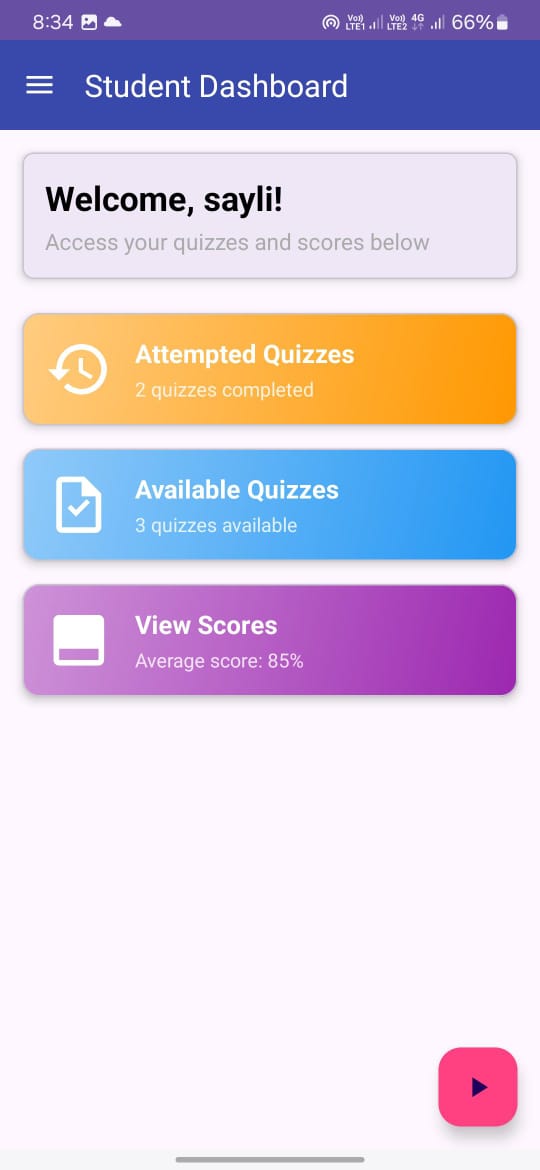 8:34
Vo) LTE1 Vo) LTE2 4G 66%
Student Dashboard
Welcome, sayli!
Access your quizzes and scores below
Attempted Quizzes
2 quizzes completed
Available Quizzes
3 quizzes available
View Scores
Average score: 85%